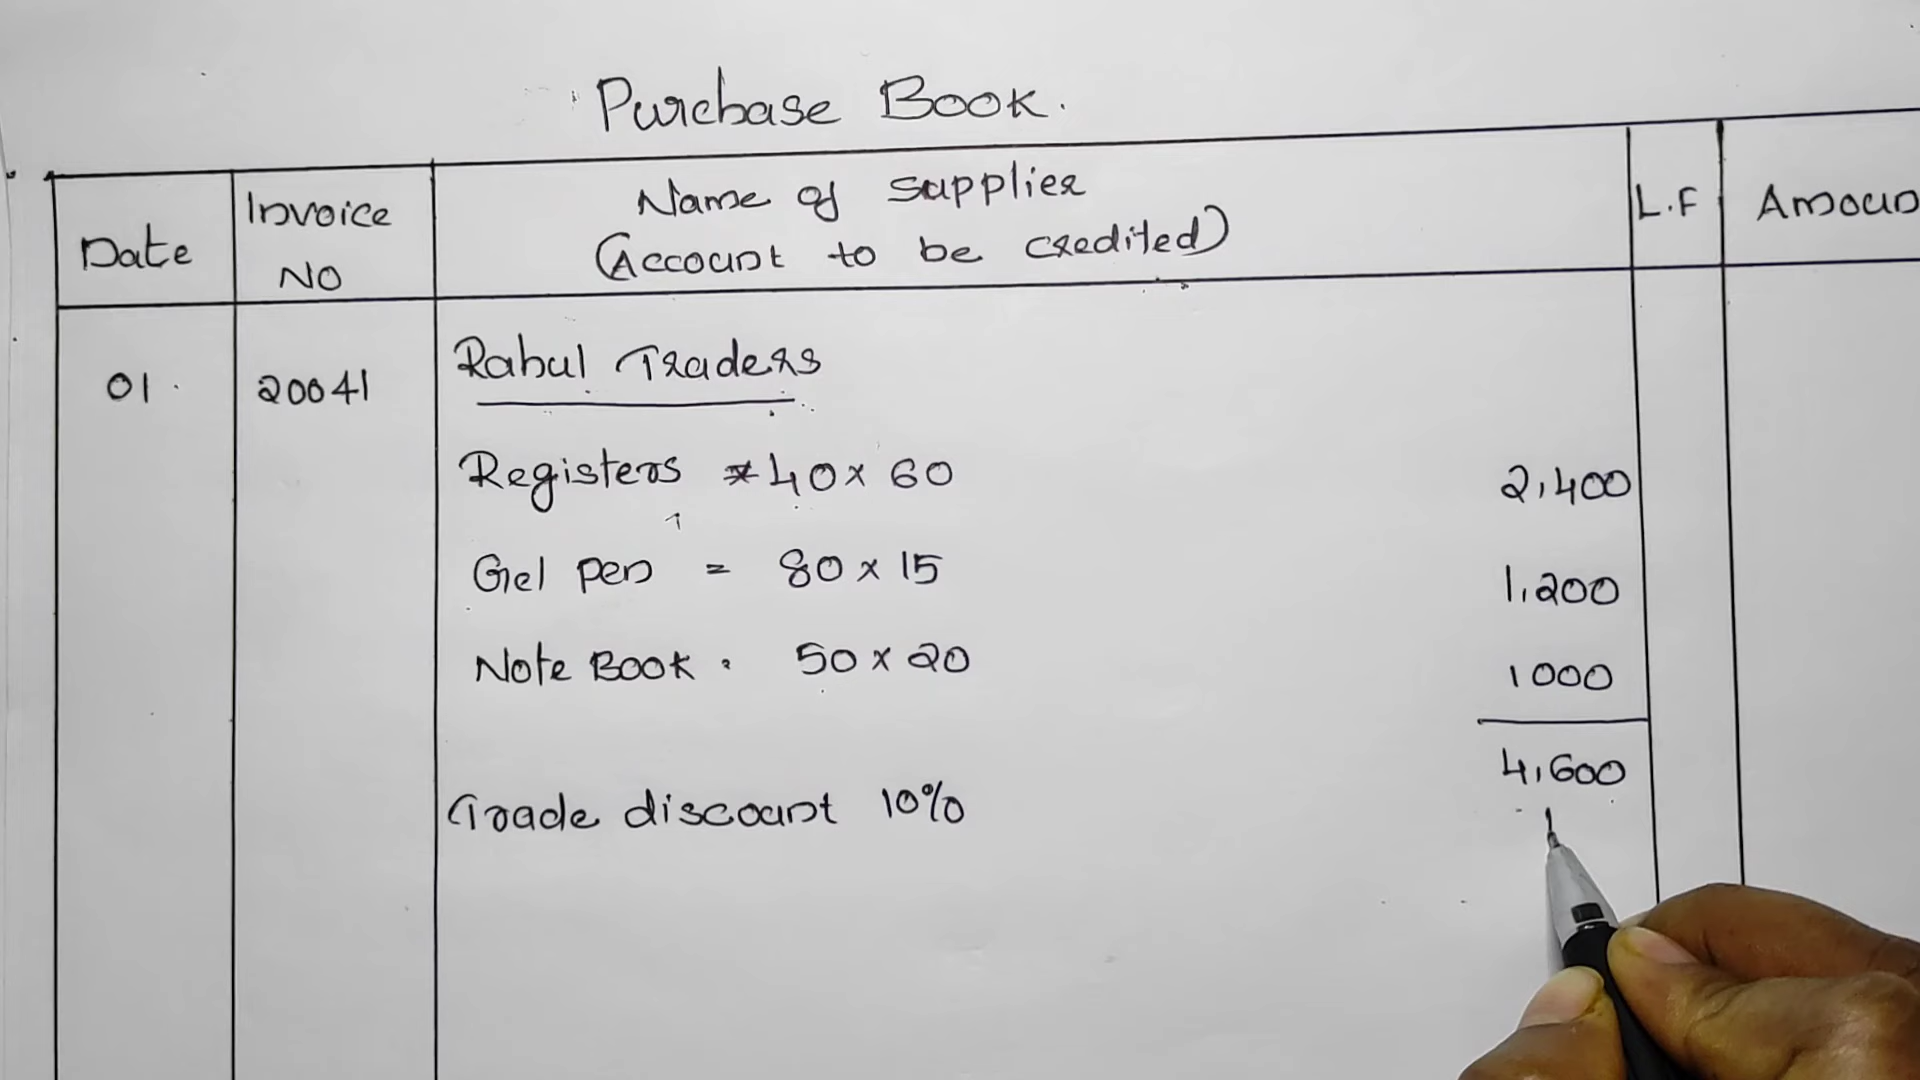 Purchase Book.
Date
Invoice
NO
Name of supplier
(Account to be credited)
L.F
Amoun
01.
20041
Rahul Traders
Registers * 40 x 60
2,400
Gel pen = 80 x 15
1,200
Note Book. 50 x 20
1000
4,600
Trade discount 10%